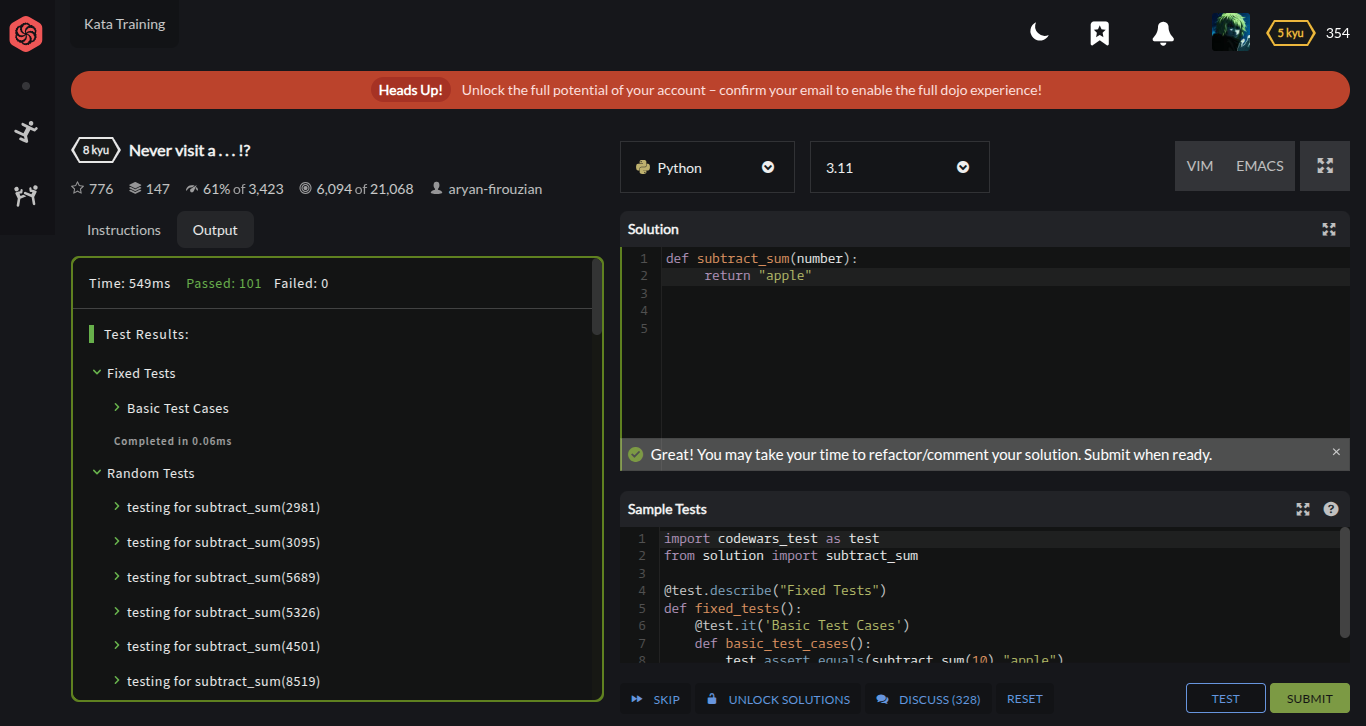 Kata Training
5 kyu 354
Heads Up! Unlock the full potential of your account – confirm your email to enable the full dojo experience!
8 kyu Never visit a . . . !?
776 147 61% of 3,423 6,094 of 21,068 aryan-firouzian
Instructions Output
Time: 549ms Passed: 101 Failed: 0
Test Results:
Fixed Tests
Basic Test Cases
Completed in 0.06ms
Random Tests
testing for subtract_sum(2981)
testing for subtract_sum(3095)
testing for subtract_sum(5689)
testing for subtract_sum(5326)
testing for subtract_sum(4501)
testing for subtract_sum(8519)
Python 3.11 VIM EMACS
Solution
1 def subtract_sum(number):
2 return "apple"
3
4
5
Great! You may take your time to refactor/comment your solution. Submit when ready. ×
Sample Tests ?
1 import codewars_test as test
2 from solution import subtract_sum
3
4 @test.describe("Fixed Tests")
5 def fixed_tests():
6 @test.it('Basic Test Cases')
7 def basic_test_cases():
8 test.assert_equals(subtract_sum(10),"apple")
SKIP UNLOCK SOLUTIONS DISCUSS (328) RESET TEST SUBMIT